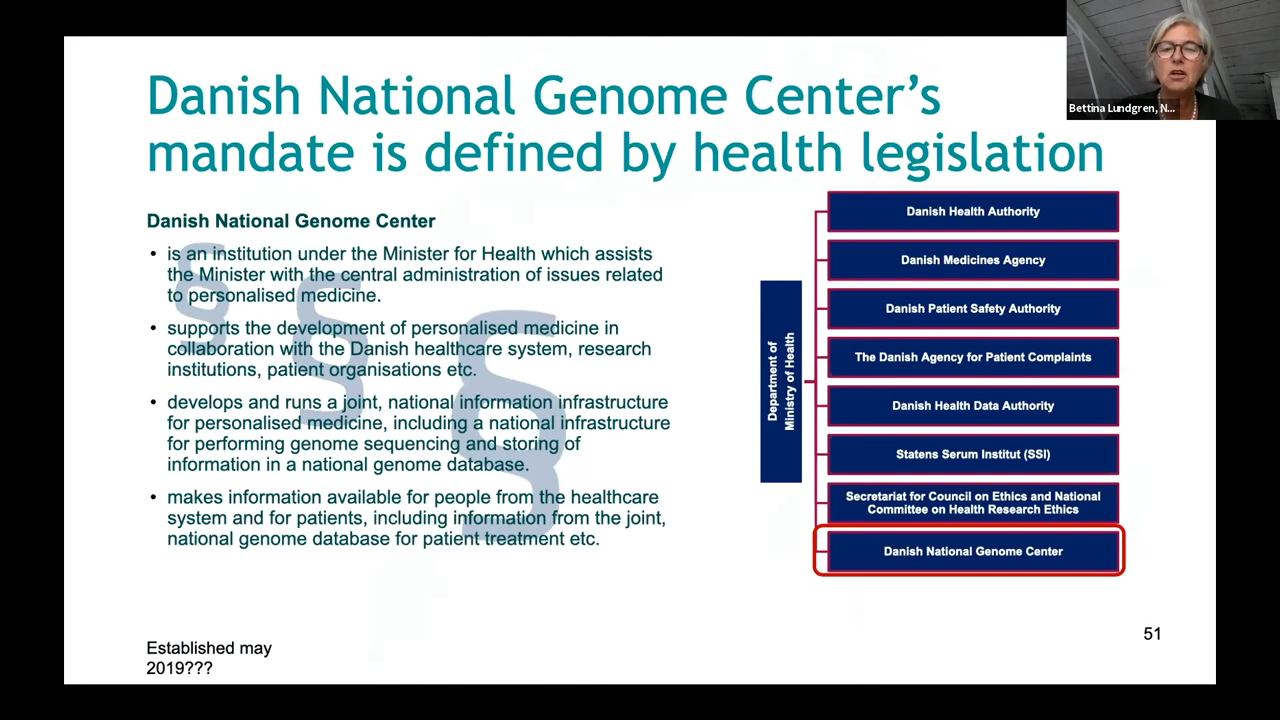 Danish National Genome Center's
mandate is defined by health legislation
Bettina Lundgren, N...
Danish National Genome Center
• is an institution under the Minister for Health which assists
the Minister with the central administration of issues related
to personalised medicine.
• supports the development of personalised medicine in
collaboration with the Danish healthcare system, research
institutions, patient organisations etc.
• develops and runs a joint, national information infrastructure
for personalised medicine, including a national infrastructure
for performing genome sequencing and storing of
information in a national genome database.
• makes information available for people from the healthcare
system and for patients, including information from the joint,
national genome database for patient treatment etc.
§
§
§
Department of
Ministry of Health
Danish Health Authority
Danish Medicines Agency
Danish Patient Safety Authority
The Danish Agency for Patient Complaints
Danish Health Data Authority
Statens Serum Institut (SSI)
Secretariat for Council on Ethics and National
Committee on Health Research Ethics
Danish National Genome Center
Established may
2019???
51